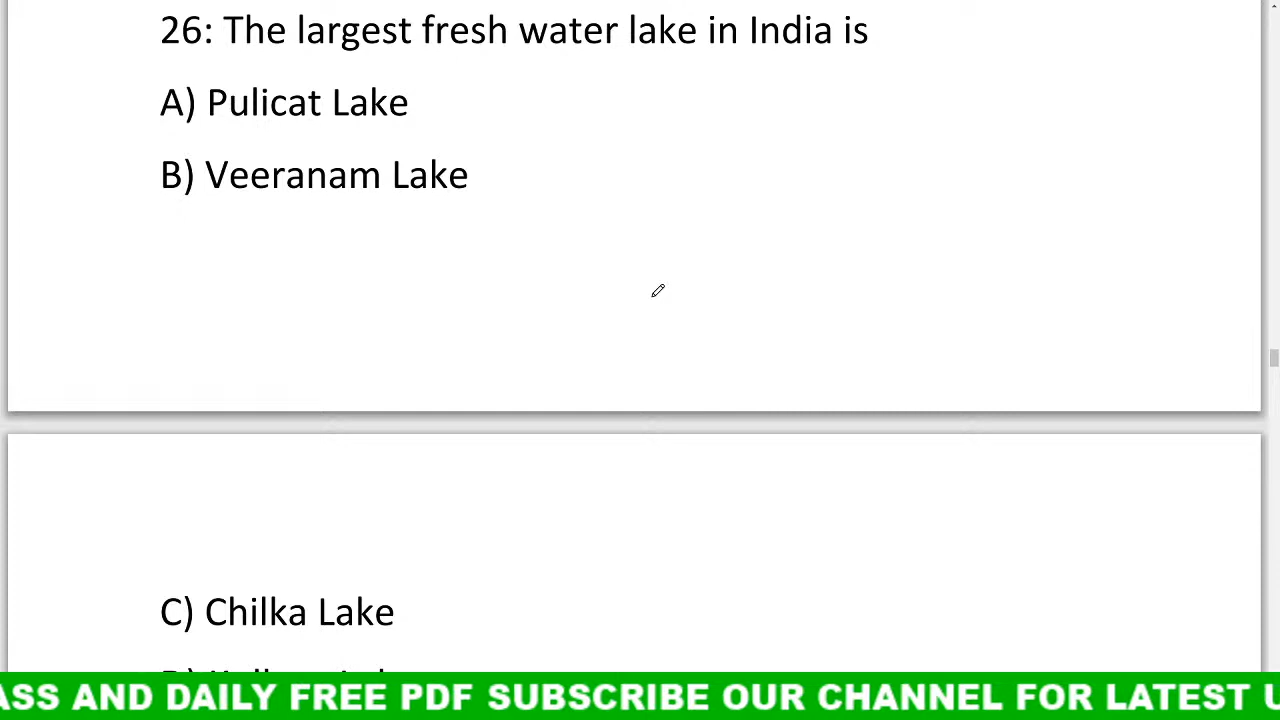 26: The largest fresh water lake in India is
A) Pulicat Lake
B) Veeranam Lake
C) Chilka Lake
ASS AND DAILY FREE PDF SUBSCRIBE OUR CHANNEL FOR LATEST U